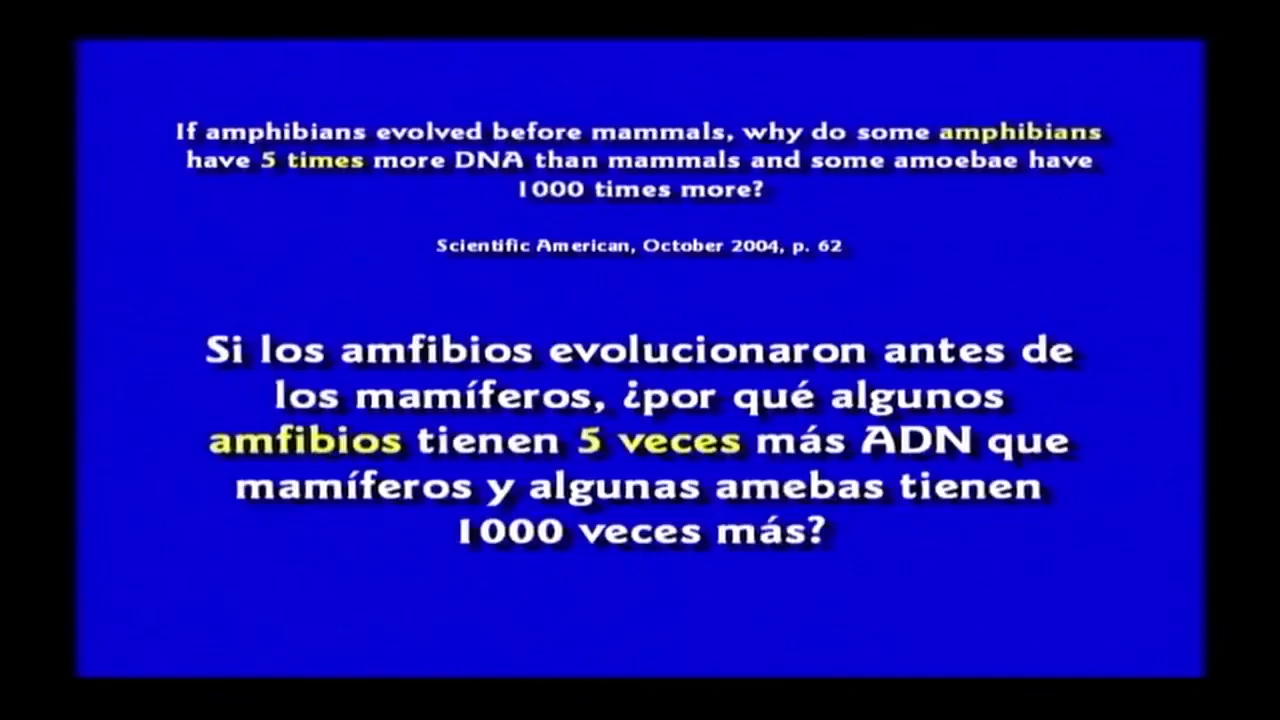 If amphibians evolved before mammals, why do some amphibians
have 5 times more DNA than mammals and some amoebae have
1000 times more?
Scientific American, October 2004, p. 62
Si los amfibios evolucionaron antes de
los mamíferos, ¿por qué algunos
amfibios tienen 5 veces más ADN que
mamíferos y algunas amebas tienen
1000 veces más?